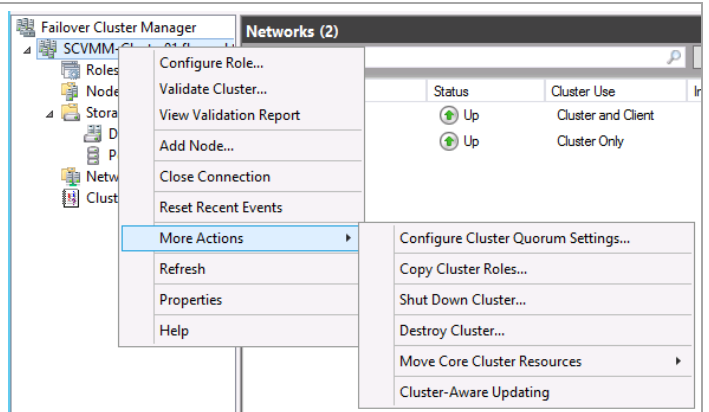 Failover Cluster Manager
Networks (2)
Roles
Configure Role...
Validate Cluster...
View Validation Report
Add Node...
Close Connection
Reset Recent Events
More Actions
Refresh
Properties
Help
Status
Cluster Use
Up
Cluster and Client
Up
Cluster Only
Configure Cluster Quorum Settings...
Copy Cluster Roles...
Shut Down Cluster...
Destroy Cluster...
Move Core Cluster Resources
Cluster-Aware Updating